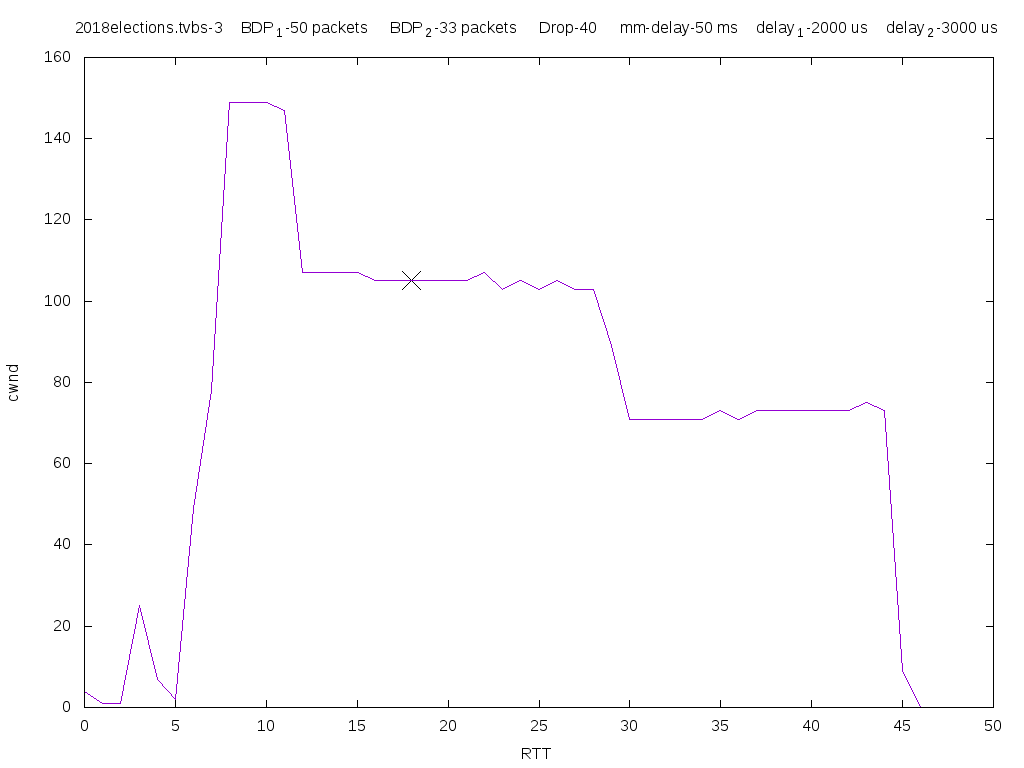 2018elections.tvbs-3 BDP1-50 packets BDP2-33 packets Drop-40 mm-delay-50 ms delay1-2000 us delay2-3000 us
160
140
120
100
80
60
40
20
0
cwnd
0 5 10 15 20 25 30 35 40 45 50
RTT